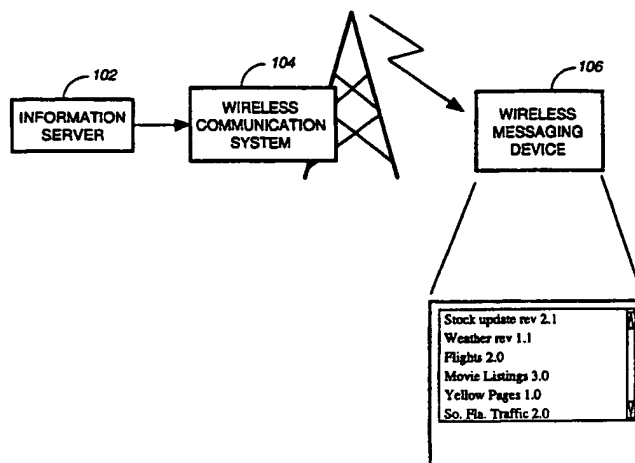 102
INFORMATION
SERVER
104
WIRELESS
COMMUNICATION
SYSTEM
106
WIRELESS
MESSAGING
DEVICE
Stock update rev 2.1
Weather rev 1.1
Flights 2.0
Movie Listings 3.0
Yellow Pages 1.0
So. Fla. Traffic 2.0